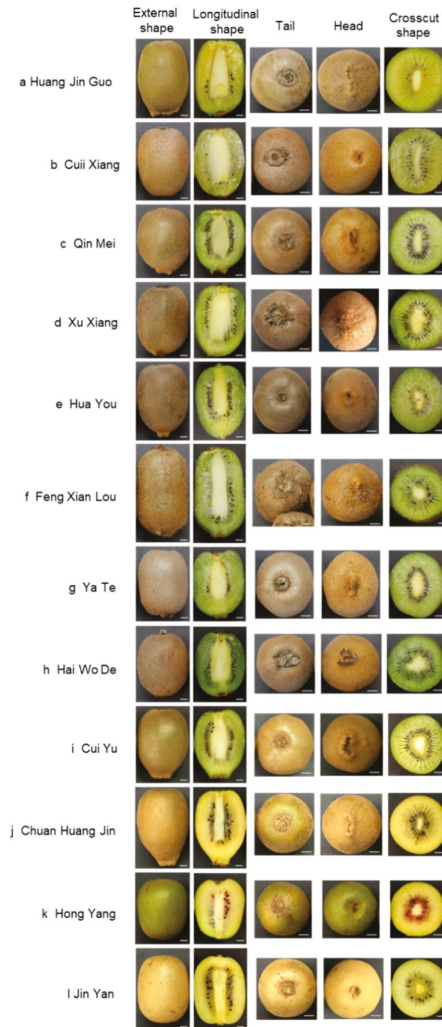 External shape
Longitudinal shape
Tail
Head
Crosscut shape
a Huang Jin Guo
b Cuii Xiang
c Qin Mei
d Xu Xiang
e Hua You
f Feng Xian Lou
g Ya Te
h Hai Wo De
i Cui Yu
j Chuan Huang Jin
k Hong Yang
l Jin Yan